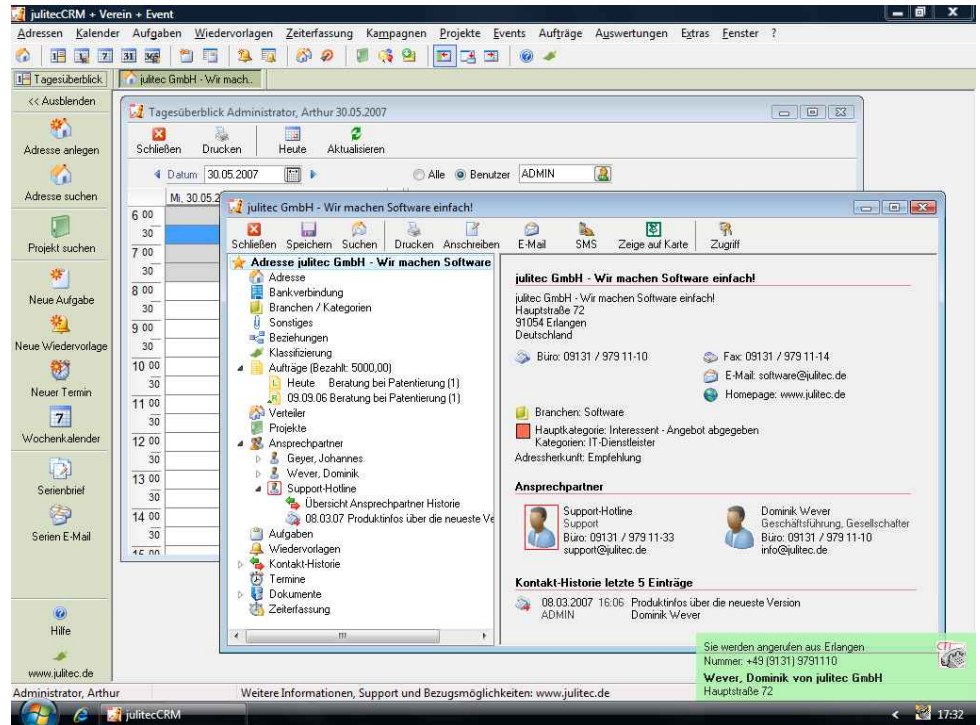 julitecCRM + Verein + Event
Adressen Kalender Aufgaben Wiedervorlagen Zeiterfassung Kampagnen Projekte Events Aufträge Auswertungen Extras Fenster ?
7 31 365
Tagesüberblick
julitec GmbH - Wir mach..
<< Ausblenden
Adresse anlegen
Adresse suchen
Projekt suchen
Neue Aufgabe
Neue Wiedervorlage
Neuer Termin
7
Wochenkalender
Serienbrief
Serien E-Mail
Hilfe
www.julitec.de
Tagesüberblick Administrator, Arthur 30.05.2007
Schließen Drucken Heute Aktualisieren
Datum 30.05.2007 Alle Benutzer ADMIN
Mi, 30.05.2
6 00
30
7 00
30
8 00
30
9 00
30
10 00
30
11 00
30
12 00
30
13 00
30
14 00
30
15 00
julitec GmbH - Wir machen Software einfach!
Schließen Speichern Suchen Drucken Anschreiben E-Mail SMS Zeige auf Karte Zugriff
Adresse julitec GmbH - Wir machen Software
Adresse
Bankverbindung
Branchen / Kategorien
Sonstiges
Beziehungen
Klassifizierung
Aufträge (Bezahlt: 5000,00)
Heute Beratung bei Patentierung (1)
09.09.06 Beratung bei Patentierung (1)
Verteiler
Projekte
Ansprechpartner
Geyer, Johannes
Wever, Dominik
Support-Hotline
Übersicht Ansprechpartner Historie
08.03.07 Produktinfos über die neueste Ve
Aufgaben
Wiedervorlagen
Kontakt-Historie
Termine
Dokumente
Zeiterfassung
julitec GmbH - Wir machen Software einfach!
julitec GmbH - Wir machen Software einfach!
Hauptstraße 72
91054 Erlangen
Deutschland
Büro: 09131 / 979 11-10
Fax: 09131 / 979 11-14
E-Mail: software@julitec.de
Homepage: www.julitec.de
Branchen: Software
Hauptkategorie: Interessent - Angebot abgegeben
Kategorien: IT-Dienstleister
Adressherkunft: Empfehlung
Ansprechpartner
Support-Hotline
Support
Büro: 09131 / 979 11-33
support@julitec.de
Dominik Wever
Geschäftsführung, Gesellschafter
Büro: 09131 / 979 11-10
info@julitec.de
Kontakt-Historie letzte 5 Einträge
08.03.2007 16:06 Produktinfos über die neueste Version
ADMIN Dominik Wever
Sie werden angerufen aus Erlangen
Nummer: +49 (9131) 9791110
Wever, Dominik von julitec GmbH
Hauptstraße 72
Administrator, Arthur
Weitere Informationen, Support und Bezugsmöglichkeiten: www.julitec.de
julitecCRM
17:32